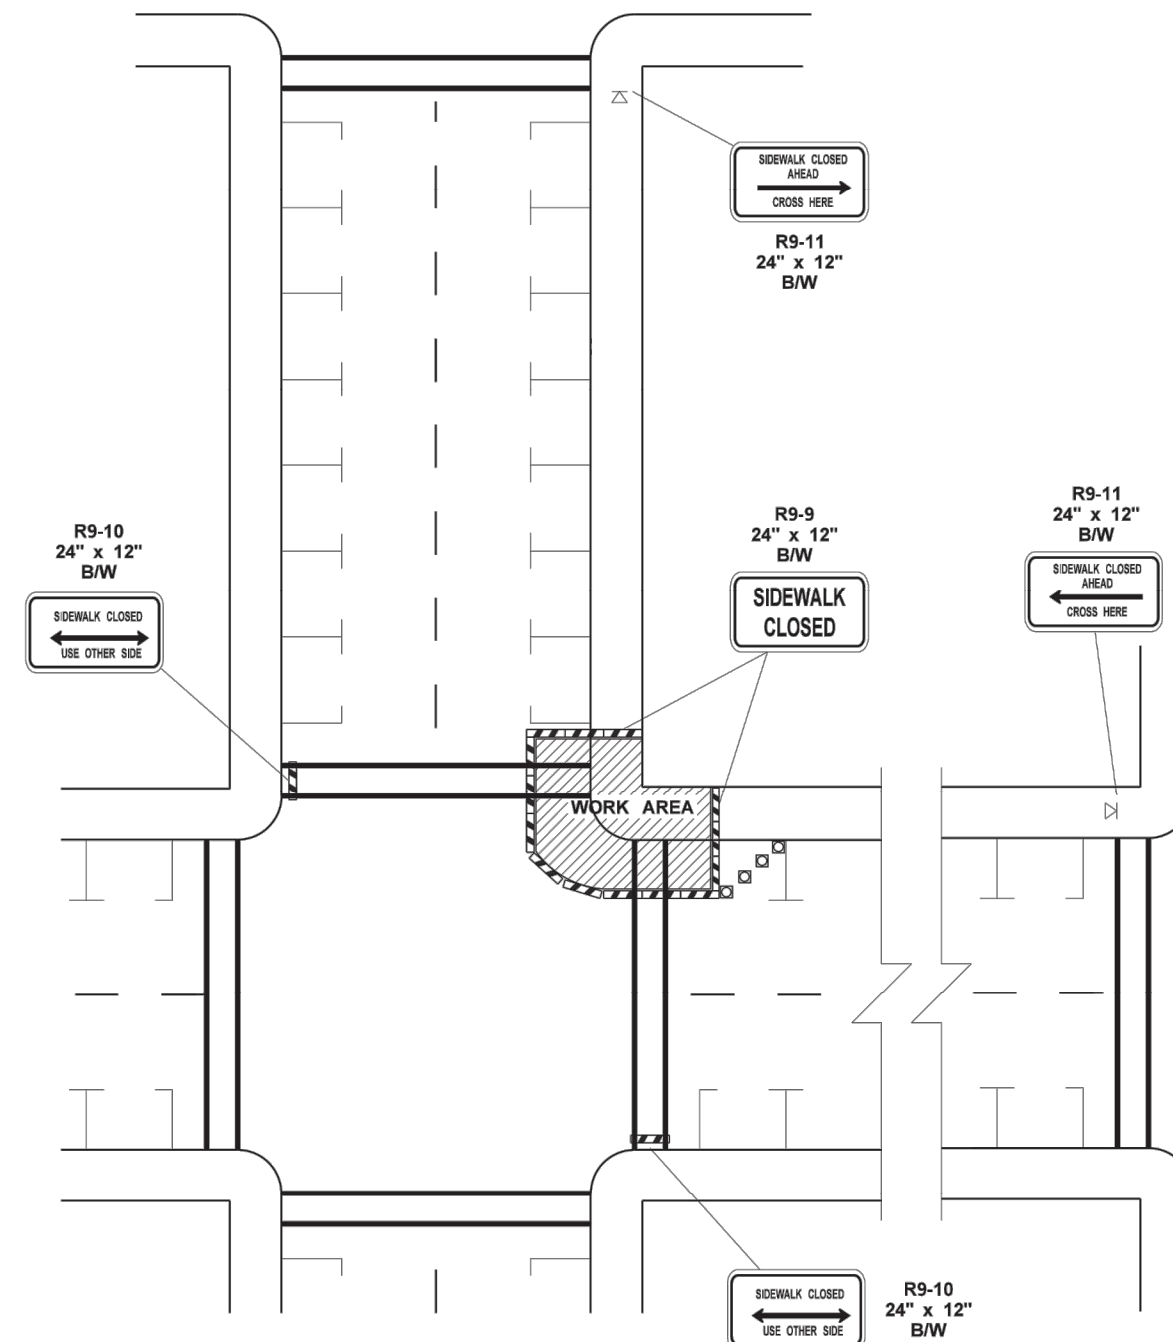 SIDEWALK CLOSED
AHEAD
CROSS HERE
R9-11
24" x 12"
B/W
R9-10
24" x 12"
B/W
SIDEWALK CLOSED
USE OTHER SIDE
R9-9
24" x 12"
B/W
SIDEWALK
CLOSED
R9-11
24" x 12"
B/W
SIDEWALK CLOSED
AHEAD
CROSS HERE
WORK AREA
SIDEWALK CLOSED
USE OTHER SIDE
R9-10
24" x 12"
B/W